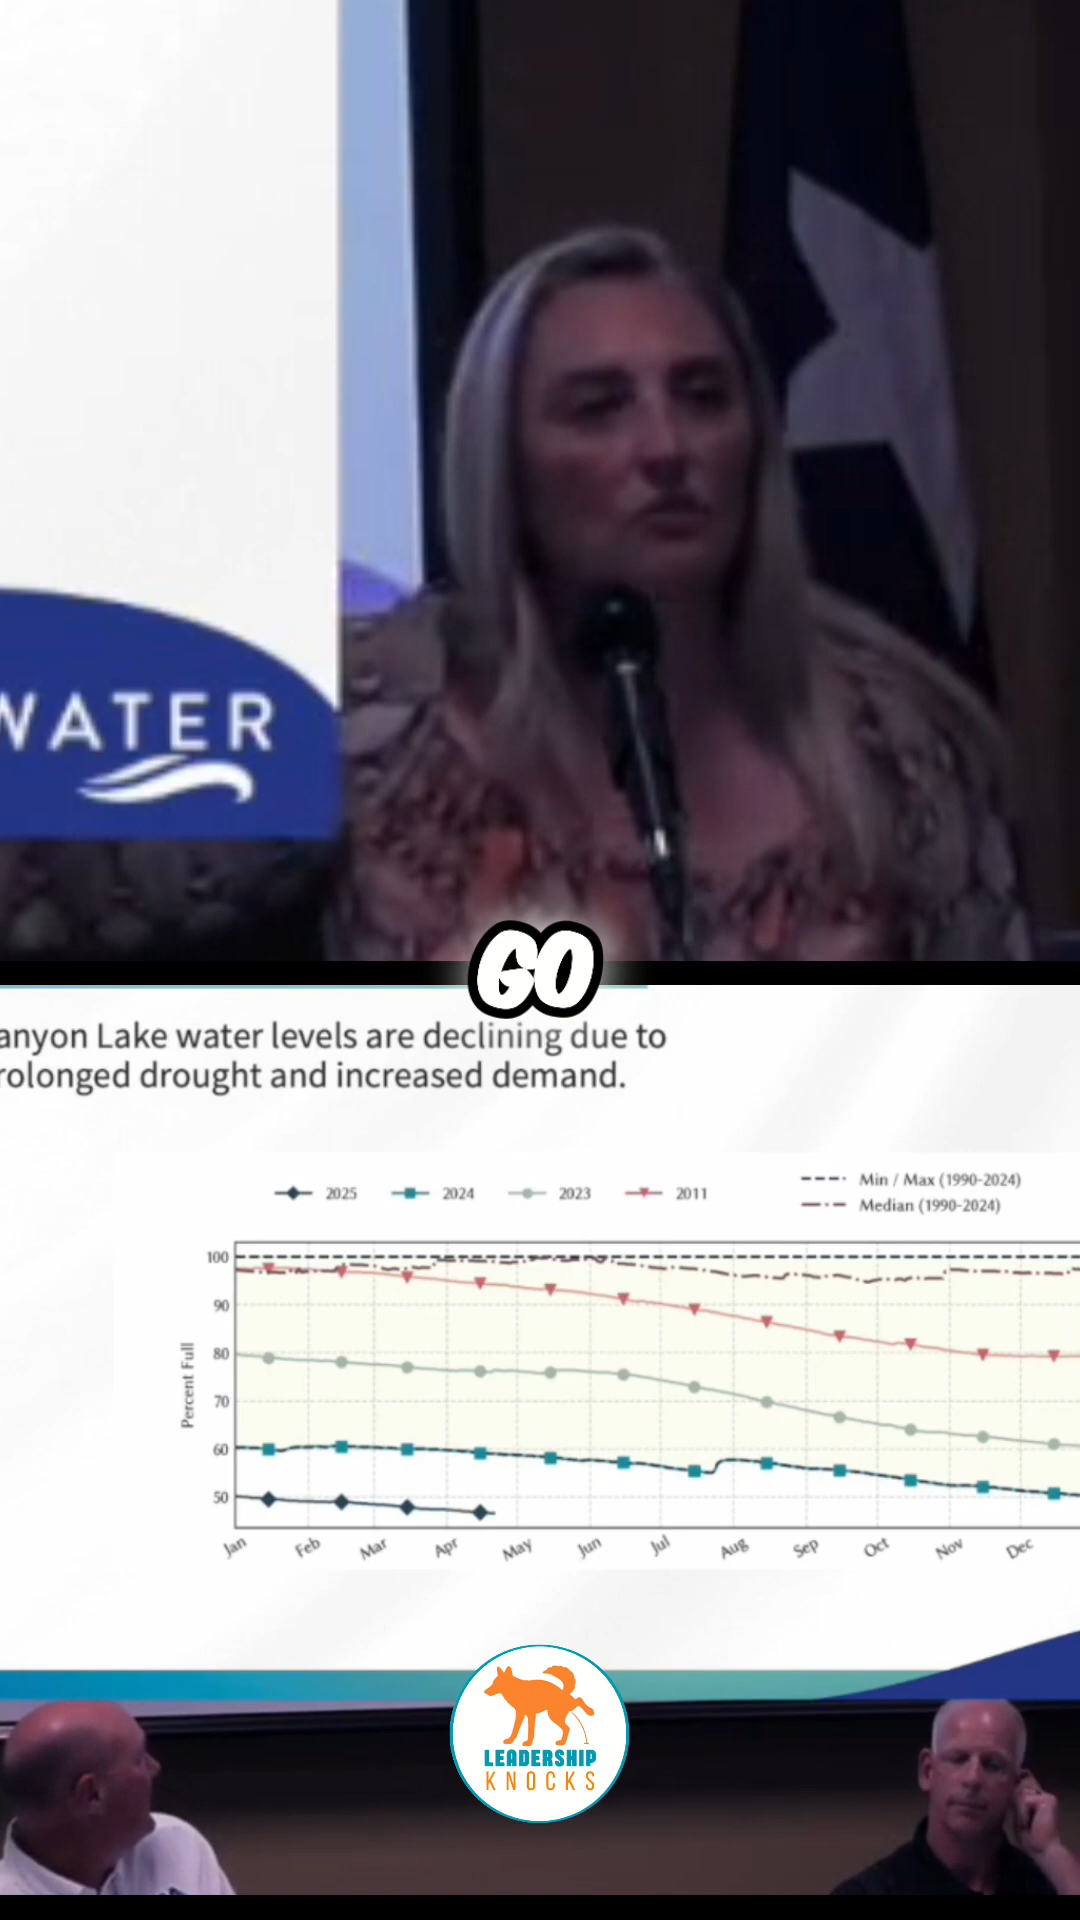 WATER
GO
anyon Lake water levels are declining due to
rolonged drought and increased demand.
2025
2024
2023
2011
Min / Max (1990-2024)
Median (1990-2024)
Percent Full
100
90
80
70
60
50
Jan
Feb
Mar
Apr
May
Jun
Jul
Aug
Sep
Oct
Nov
Dec
LEADERSHIP
KNOCKS